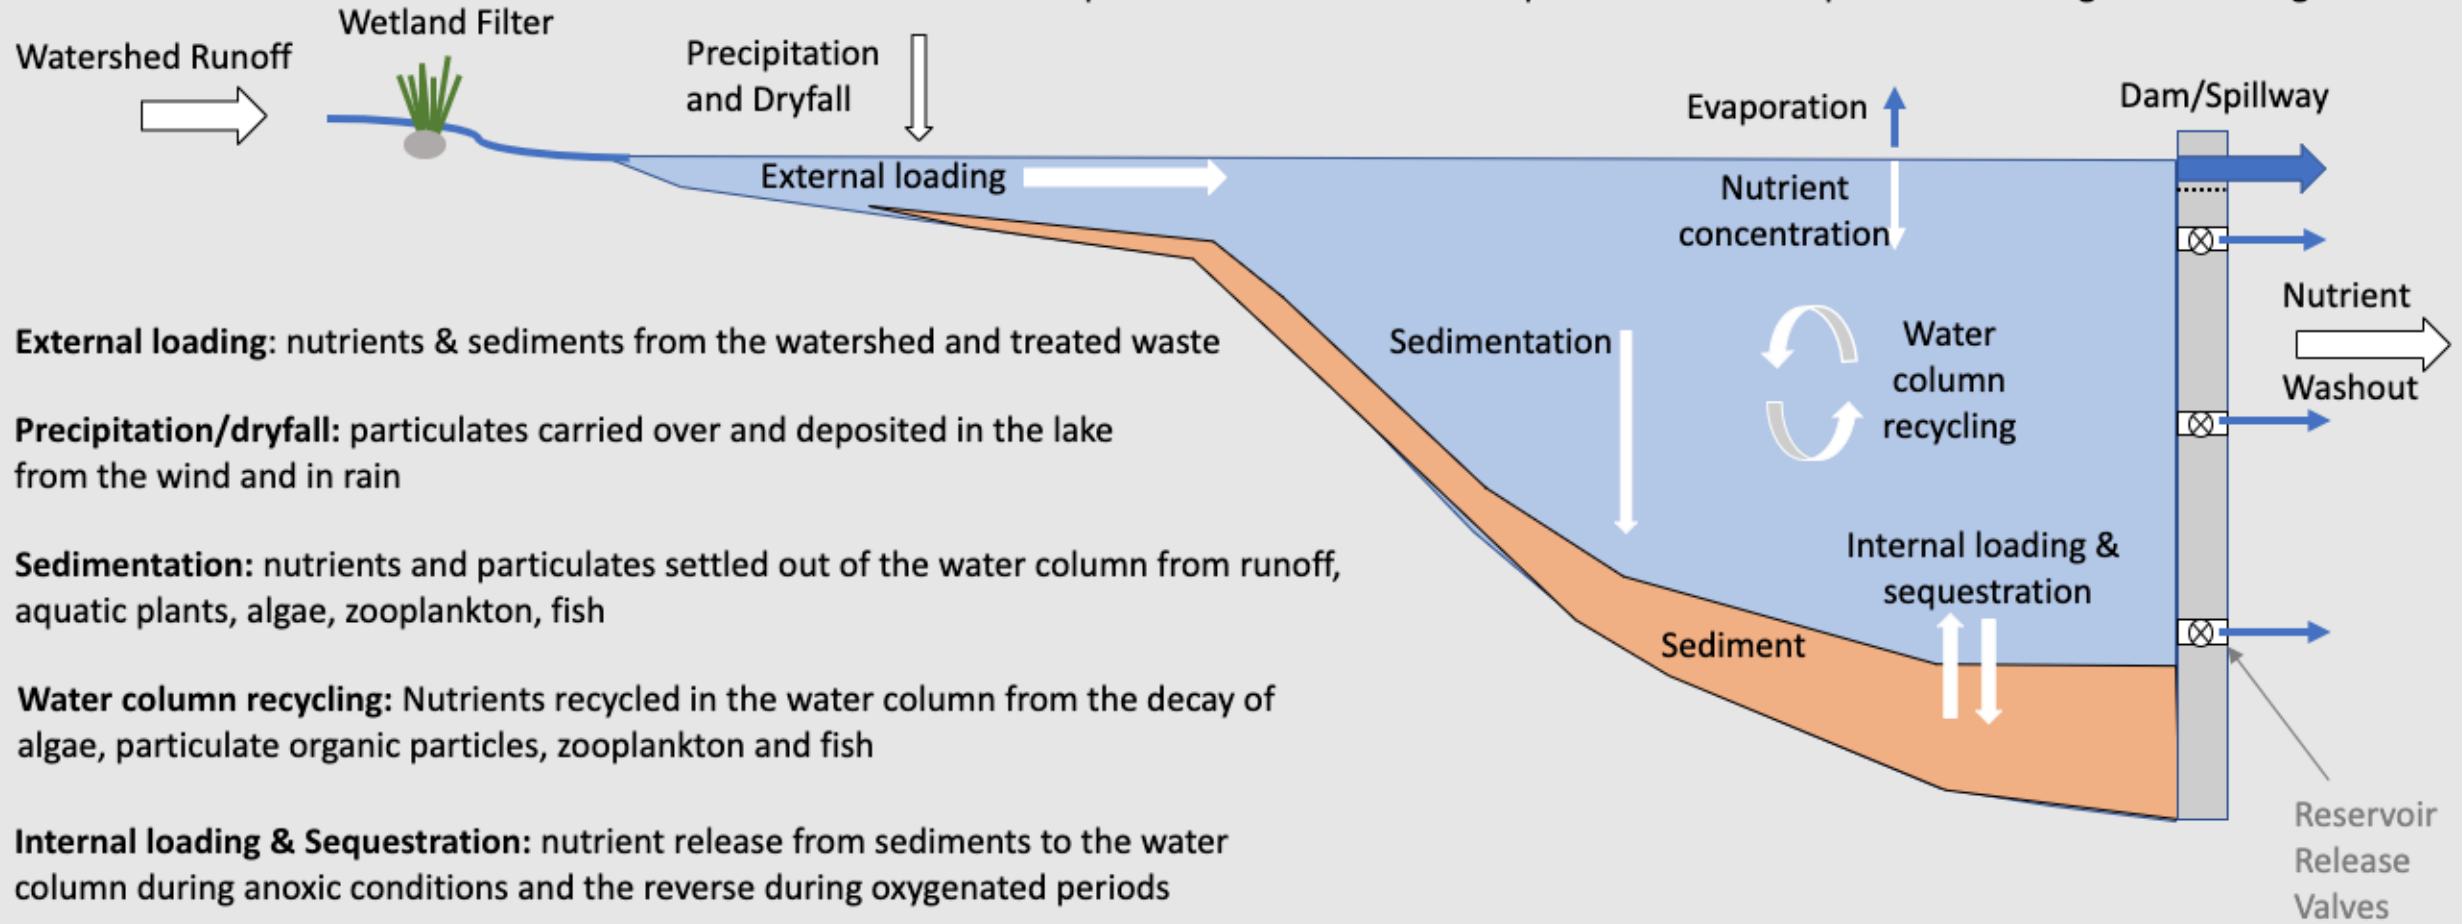 Wetland Filter
Watershed Runoff
Precipitation
and Dryfall
Evaporation
Dam/Spillway
External loading
Nutrient
concentration
Sedimentation
Water
column
recycling
Nutrient
Washout
Internal loading &
sequestration
Sediment
Reservoir
Release
Valves
External loading: nutrients & sediments from the watershed and treated waste
Precipitation/dryfall: particulates carried over and deposited in the lake
from the wind and in rain
Sedimentation: nutrients and particulates settled out of the water column from runoff,
aquatic plants, algae, zooplankton, fish
Water column recycling: Nutrients recycled in the water column from the decay of
algae, particulate organic particles, zooplankton and fish
Internal loading & Sequestration: nutrient release from sediments to the water
column during anoxic conditions and the reverse during oxygenated periods